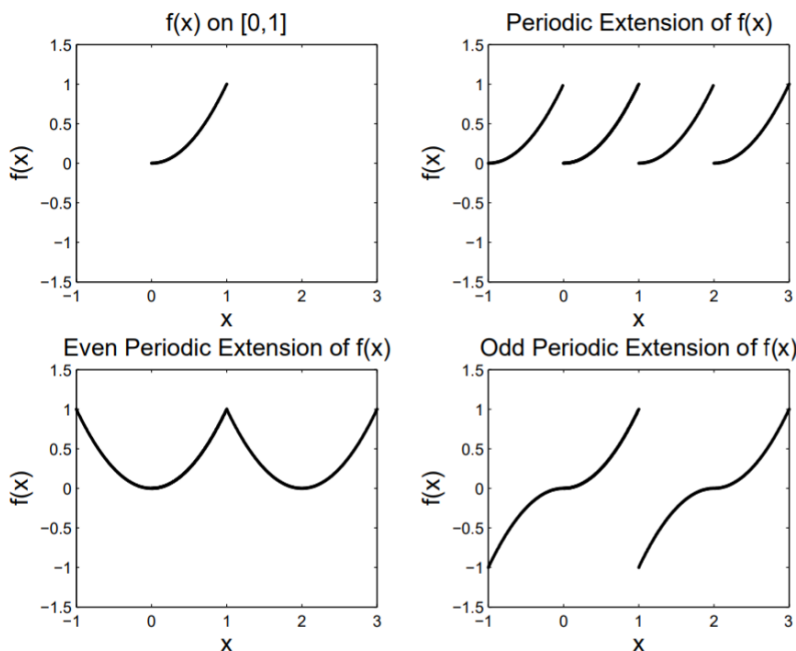 f(x) on [0,1]
1.5
1
0.5
0
−0.5
−1
−1.5
−1 0 1 2 3
f(x)
x
Periodic Extension of f(x)
1.5
1
0.5
0
−0.5
−1
−1.5
−1 0 1 2 3
f(x)
x
Even Periodic Extension of f(x)
1.5
1
0.5
0
−0.5
−1
−1.5
−1 0 1 2 3
f(x)
x
Odd Periodic Extension of f(x)
1.5
1
0.5
0
−0.5
−1
−1.5
−1 0 1 2 3
f(x)
x